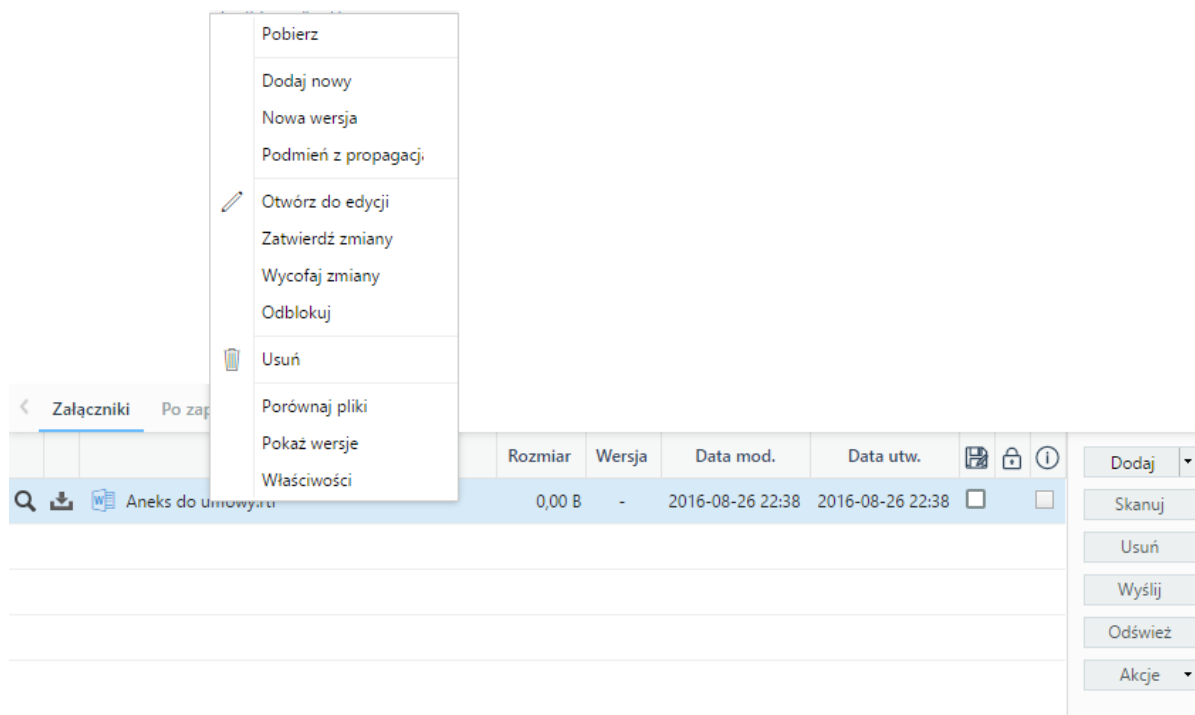 Pobierz
Dodaj nowy
Nowa wersja
Podmień z propagacj
Otwórz do edycji
Zatwierdź zmiany
Wycofaj zmiany
Odblokuj
Usuń
Porównaj pliki
Pokaż wersje
Właściwości
Załączniki Po zap
Rozmiar Wersja Data mod. Data utw.
Aneks do umowy.rtf 0,00 B - 2016-08-26 22:38 2016-08-26 22:38
Dodaj
Skanuj
Usuń
Wyślij
Odśwież
Akcje